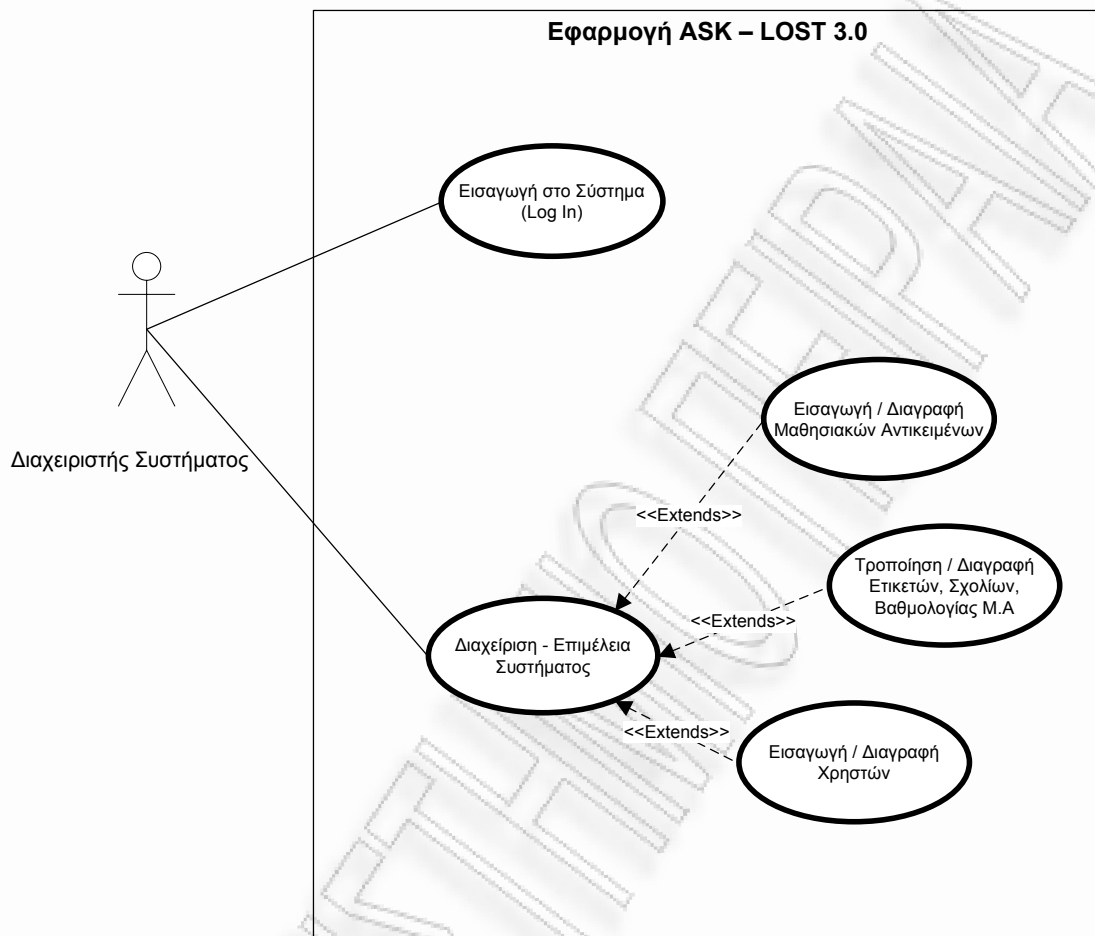 Εφαρμογή ASK – LOST 3.0
Εισαγωγή στο Σύστημα
(Log In)
Διαχειριστής Συστήματος
Εισαγωγή / Διαγραφή
Μαθησιακών Αντικειμένων
<<Extends>>
Τροποίηση / Διαγραφή
Ετικετών, Σχολίων,
Βαθμολογίας Μ.Α
<<Extends>>
Διαχείριση - Επιμέλεια
Συστήματος
<<Extends>>
Εισαγωγή / Διαγραφή
Χρηστών